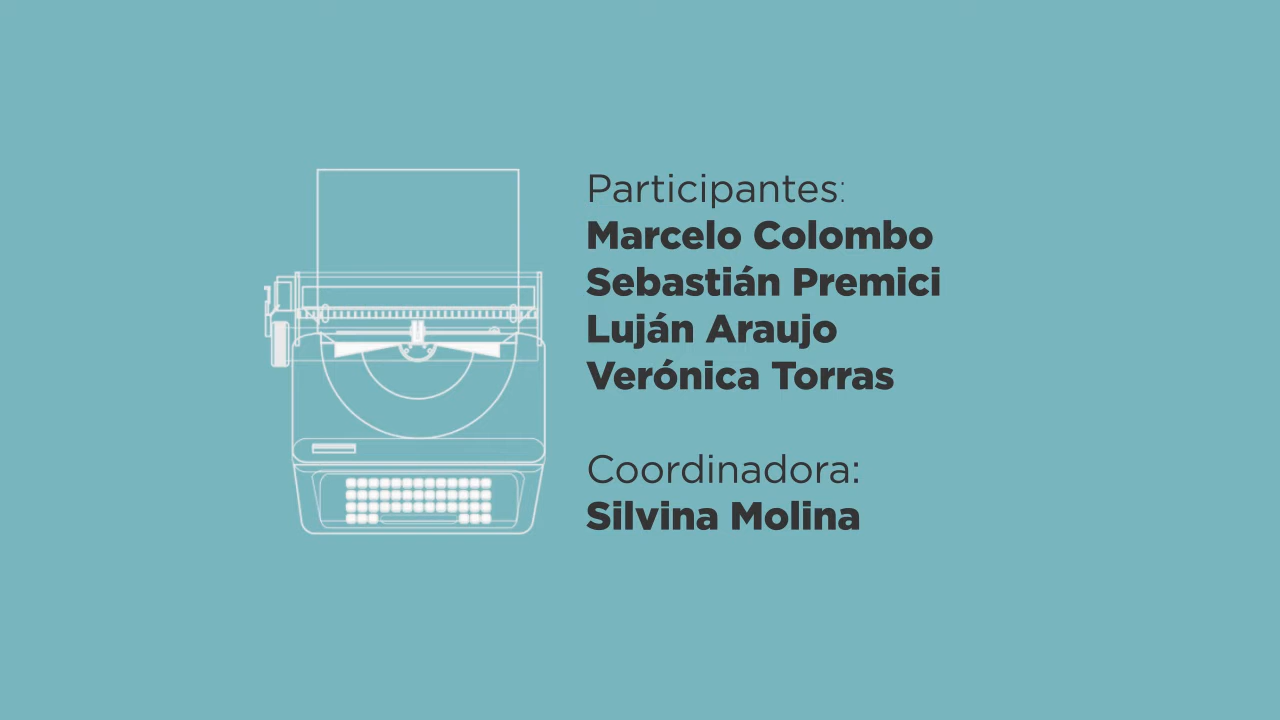 Participantes:
Marcelo Colombo
Sebastián Premici
Luján Araujo
Verónica Torras
Coordinadora:
Silvina Molina